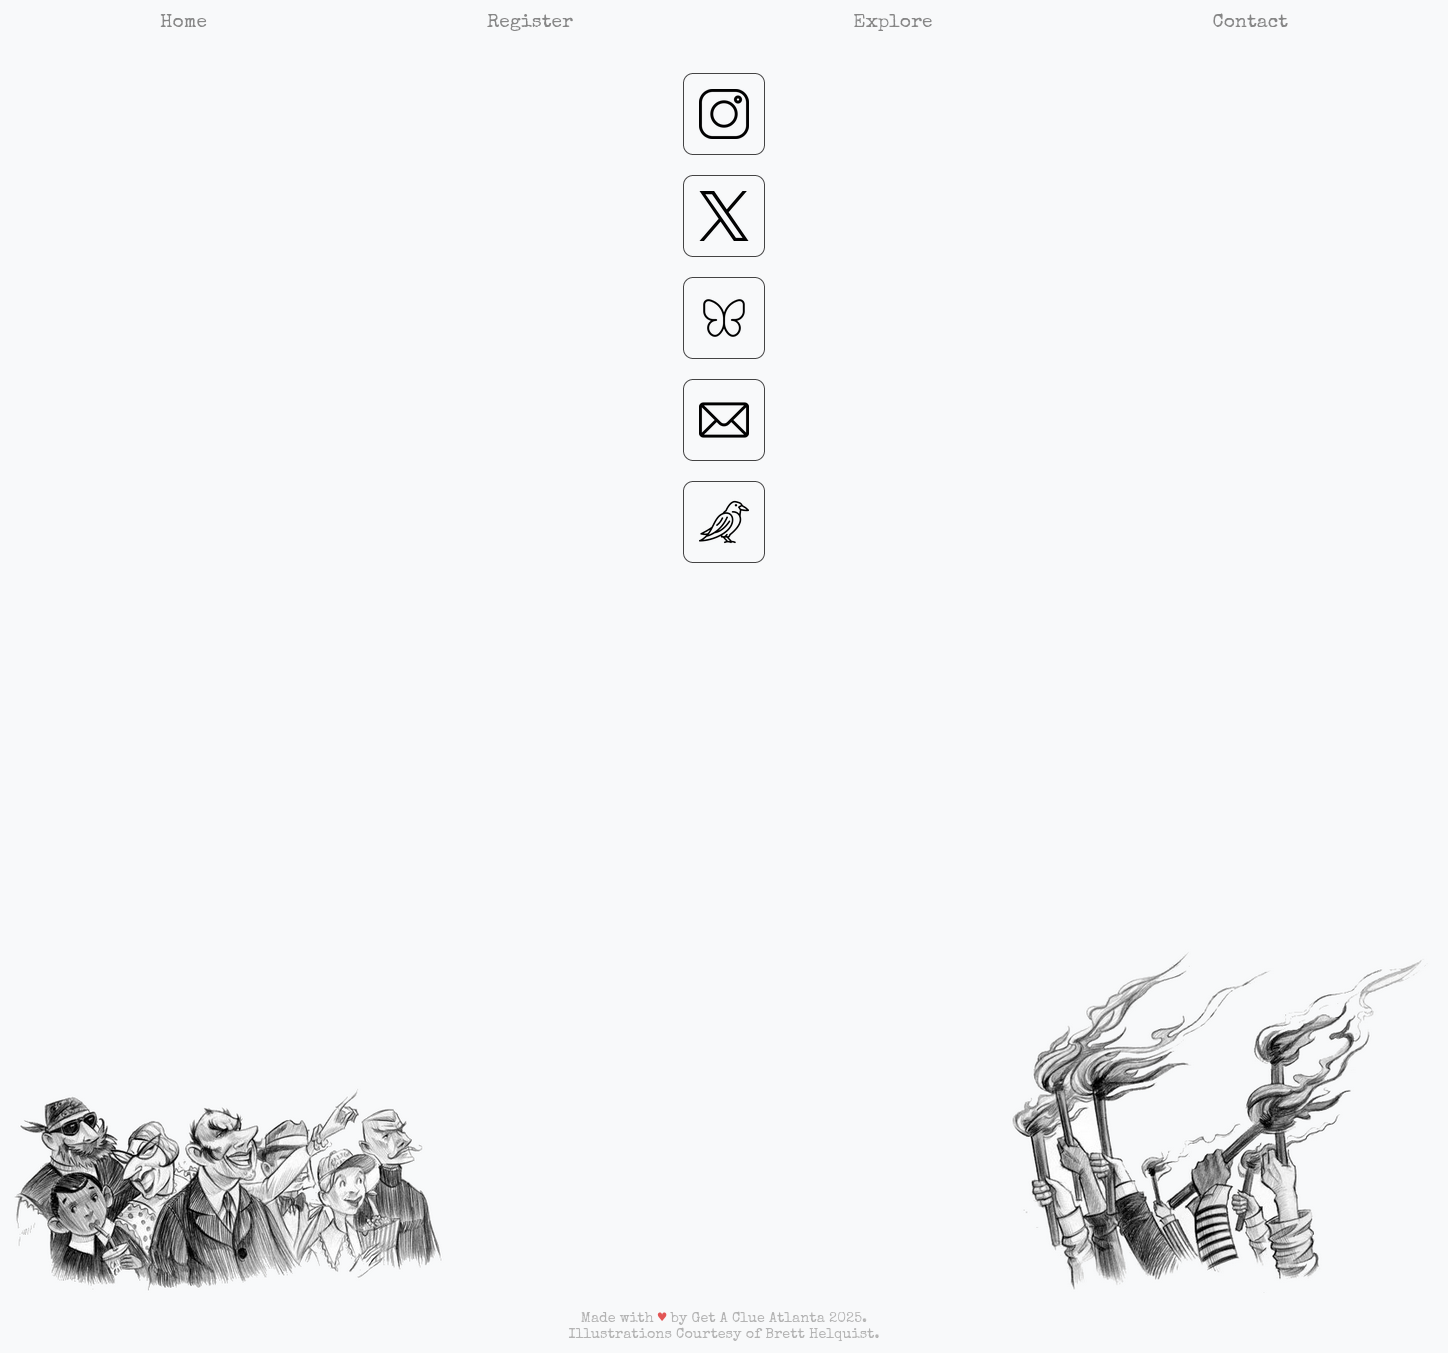 Home
Register
Explore
Contact
Made with ♥ by Get A Clue Atlanta 2025.
Illustrations Courtesy of Brett Helquist.